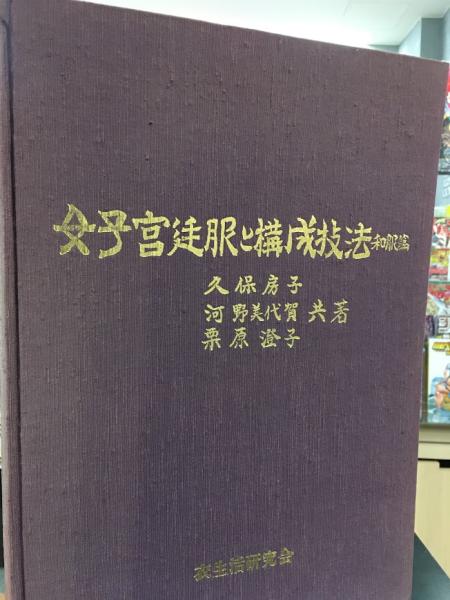 女子宮廷服と構成技法 和服篇
久保房子
河野美代賀 共著
栗原澄子
衣生活研究会